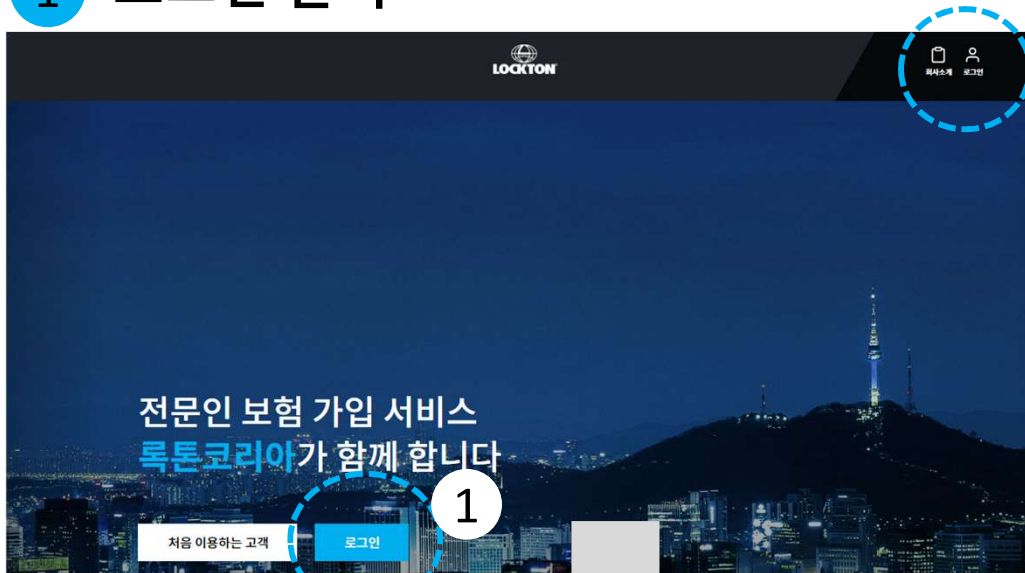 1
LOCKTON
회사소개 로그인
전문인 보험 가입 서비스
록톤코리아가 함께 합니다
1
처음 이용하는 고객 로그인